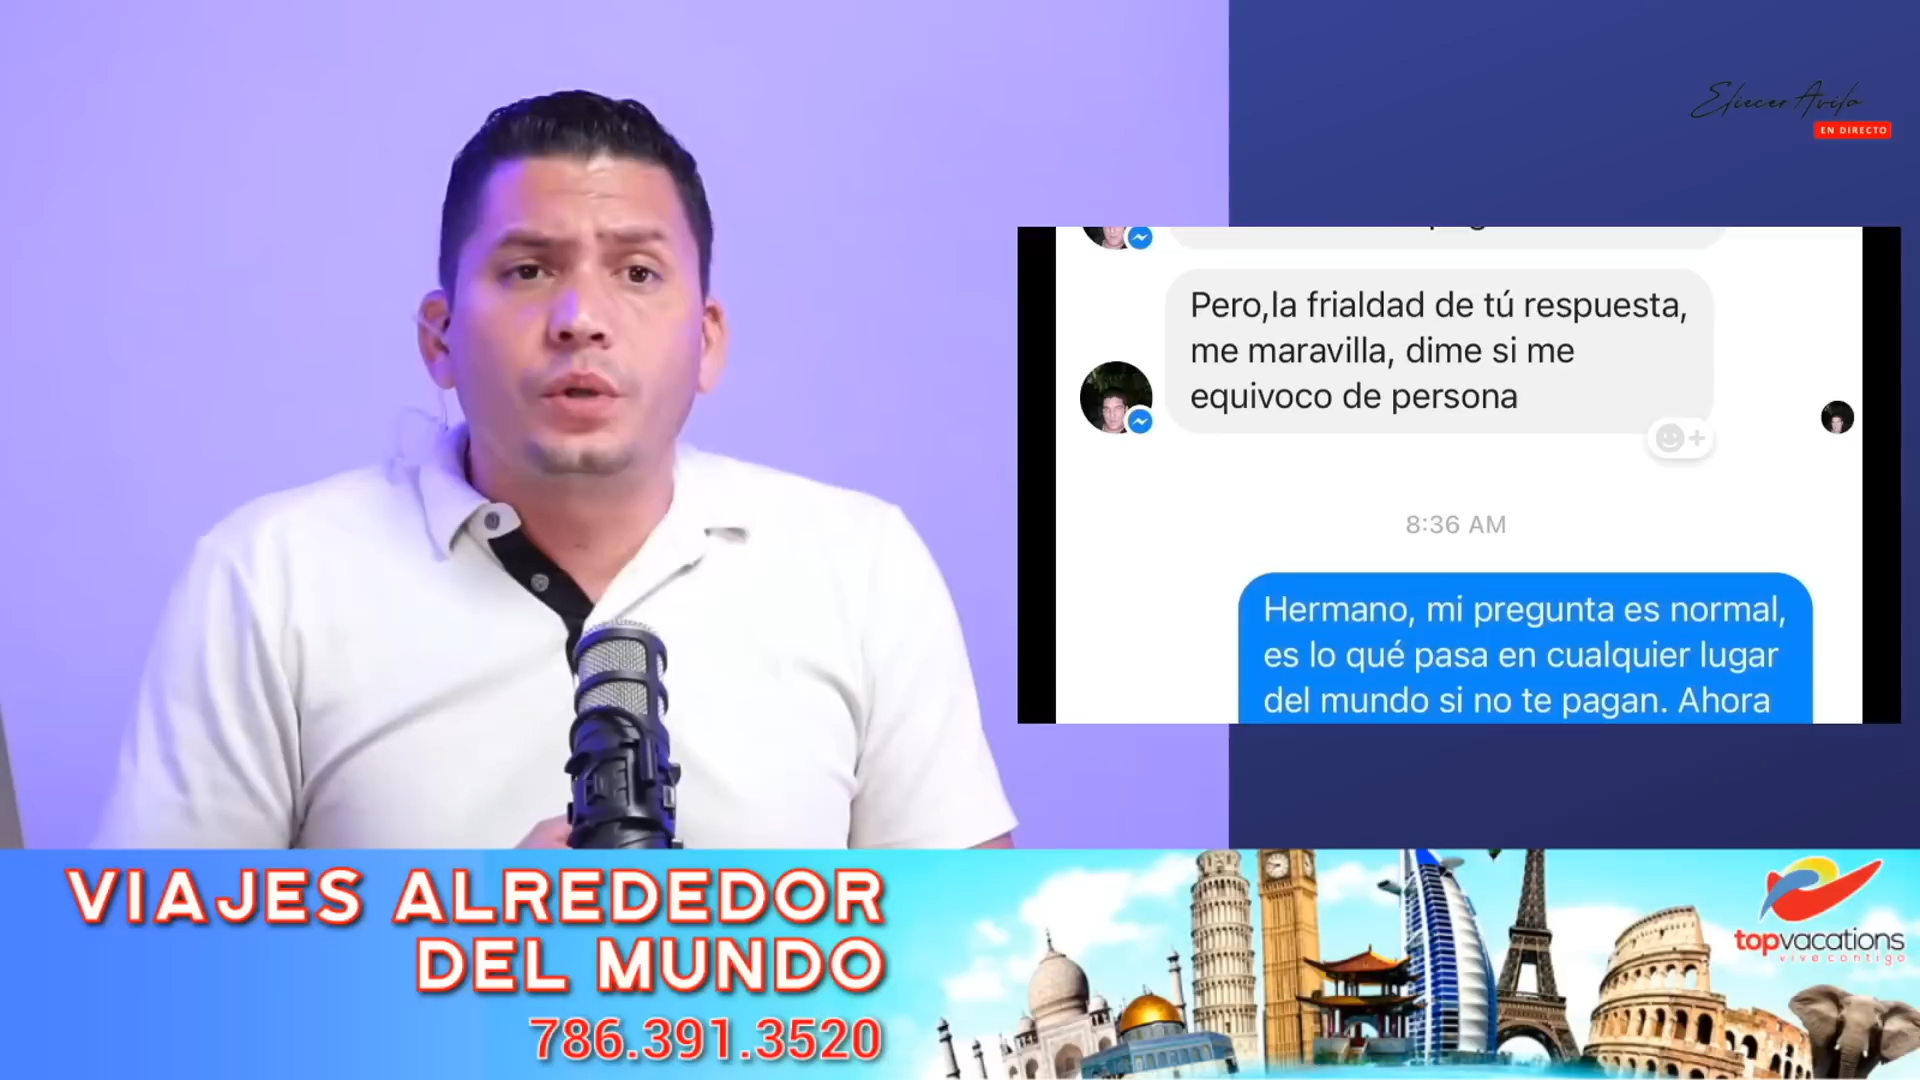 Eliecer Avila
EN DIRECTO
Pero,la frialdad de tú respuesta,
me maravilla, dime si me
equivoco de persona
8:36 AM
Hermano, mi pregunta es normal,
es lo qué pasa en cualquier lugar
del mundo si no te pagan. Ahora
VIAJES ALREDEDOR
DEL MUNDO
786.391.3520
topvacations
vive contigo